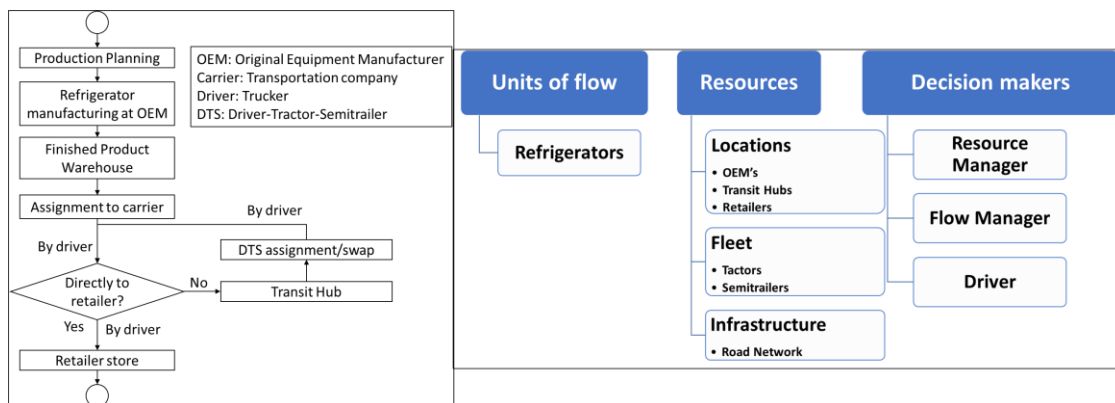 Production Planning
Refrigerator
manufacturing at OEM
Finished Product
Warehouse
Assignment to carrier
By driver
By driver
DTS assignment/swap
Directly to
retailer?
No
Transit Hub
Yes
By driver
Retailer store
OEM: Original Equipment Manufacturer
Carrier: Transportation company
Driver: Trucker
DTS: Driver-Tractor-Semitrailer
Units of flow
Refrigerators
Resources
Locations
• OEM's
• Transit Hubs
• Retailers
Fleet
• Tactors
• Semitrailers
Infrastructure
• Road Network
Decision makers
Resource
Manager
Flow Manager
Driver